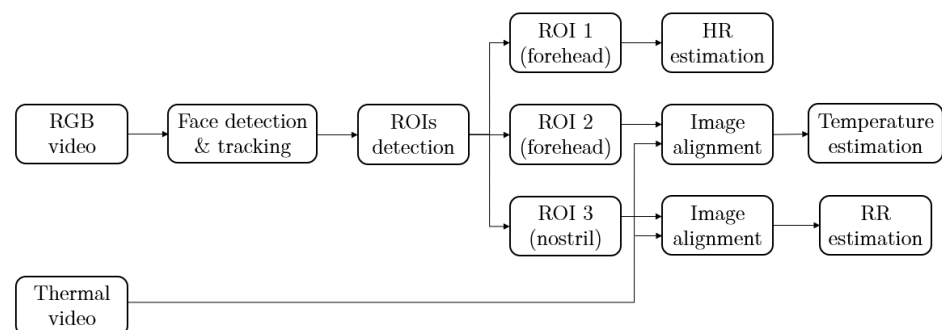 ROI 1
(forehead)
HR
estimation
RGB
video
Face detection
& tracking
ROIs
detection
ROI 2
(forehead)
Image
alignment
Temperature
estimation
ROI 3
(nostril)
Image
alignment
RR
estimation
Thermal
video